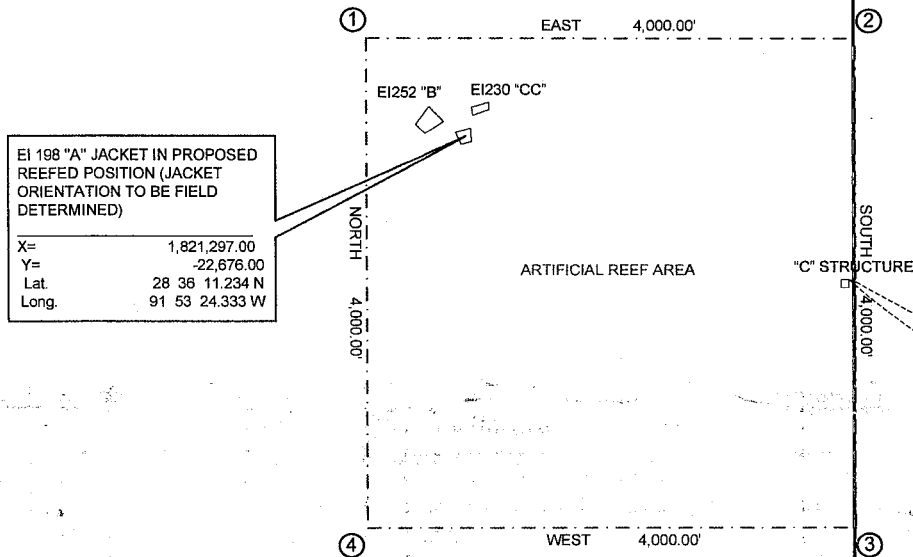 1
EAST 4,000.00'
2
EI252 "B"
EI230 "CC"
EI 198 "A" JACKET IN PROPOSED
REEFED POSITION (JACKET
ORIENTATION TO BE FIELD
DETERMINED)
X= 1,821,297.00
Y= -22,676.00
Lat. 28 36 11.234 N
Long. 91 53 24.333 W
NORTH 4,000.00'
ARTIFICIAL REEF AREA
SOUTH 4,000.00'
"C" STRUCTURE
4
WEST 4,000.00'
3